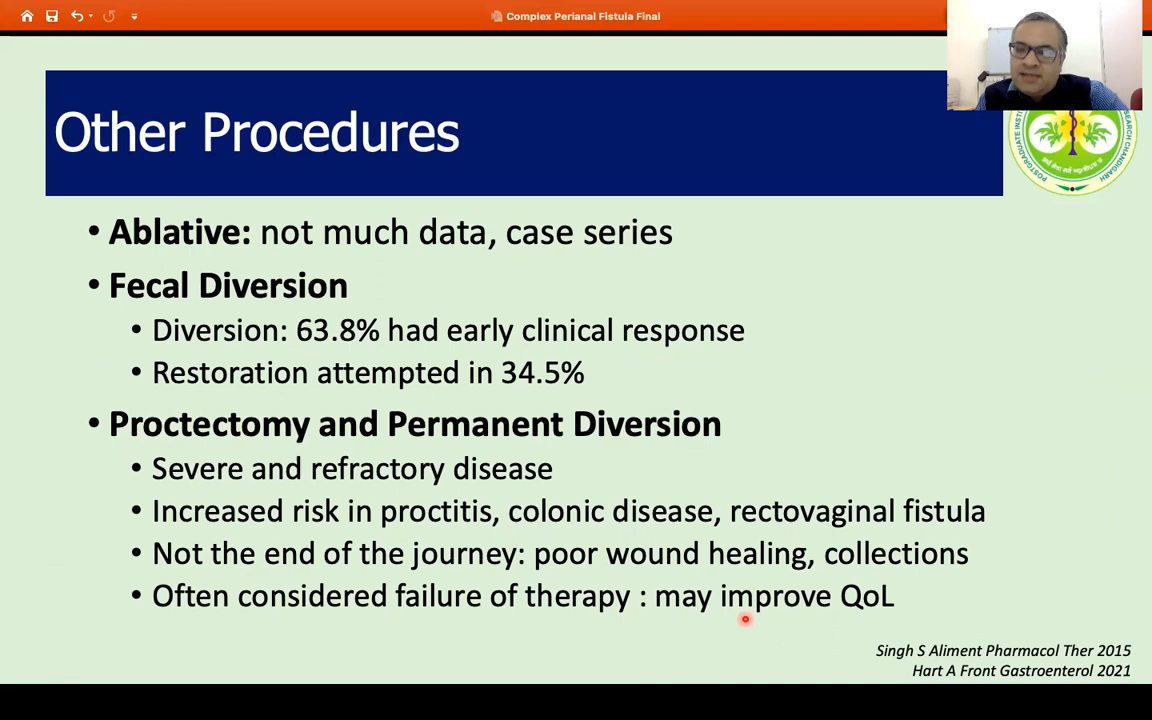 Complex Perianal Fistula Final
Other Procedures
• Ablative: not much data, case series
• Fecal Diversion
• Diversion: 63.8% had early clinical response
• Restoration attempted in 34.5%
• Proctectomy and Permanent Diversion
• Severe and refractory disease
• Increased risk in proctitis, colonic disease, rectovaginal fistula
• Not the end of the journey: poor wound healing, collections
• Often considered failure of therapy : may improve QoL
Singh S Aliment Pharmacol Ther 2015
Hart A Front Gastroenterol 2021